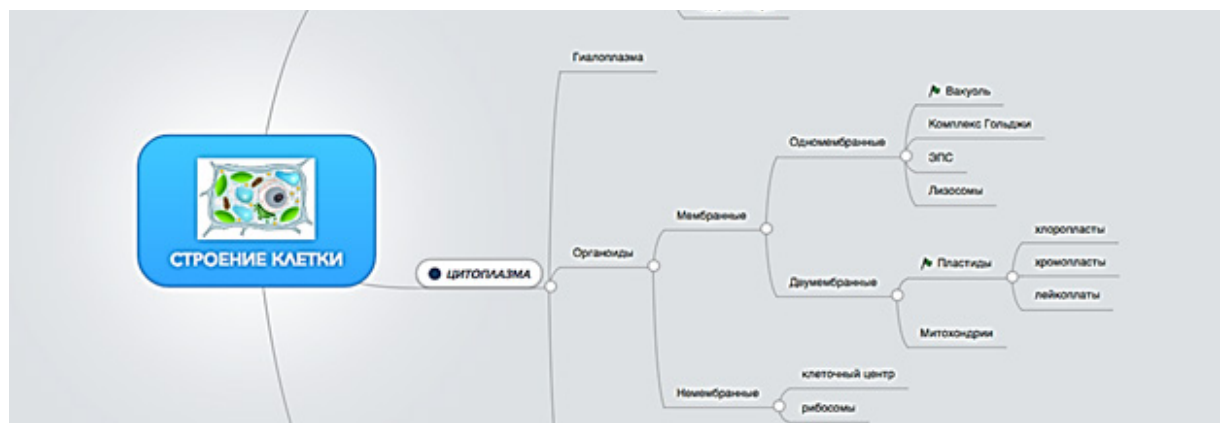 Гиалоплазма
Вакуоль
Комплекс Гольджи
Одномембранные
ЭПС
Лизосомы
Мембранные
хлоропласты
СТРОЕНИЕ КЛЕТКИ
ЦИТОПЛАЗМА
Органоиды
Пластиды
хромопласты
Двумембранные
лейкоплаты
Митохондрии
клеточный центр
Немембранные
рибосомы